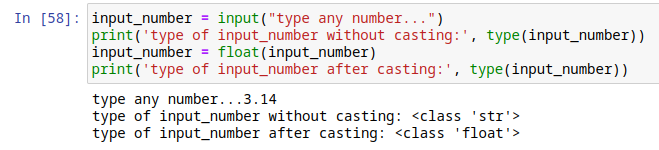 In [58]: input_number = input("type any number...")
print('type of input_number without casting:', type(input_number))
input_number = float(input_number)
print('type of input_number after casting:', type(input_number))
type any number...3.14
type of input_number without casting: <class 'str'>
type of input_number after casting: <class 'float'>